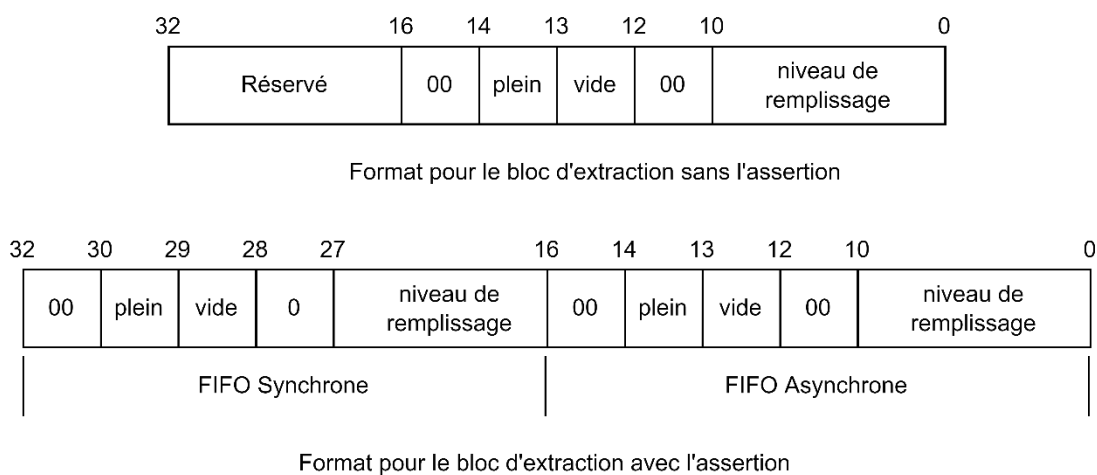 32 16 14 13 12 10 0
Réservé 00 plein vide 00 niveau de
remplissage
Format pour le bloc d'extraction sans l'assertion
32 30 29 28 27 16 14 13 12 10 0
00 plein vide 0 niveau de
remplissage 00 plein vide 00 niveau de
remplissage
FIFO Synchrone FIFO Asynchrone
Format pour le bloc d'extraction avec l'assertion